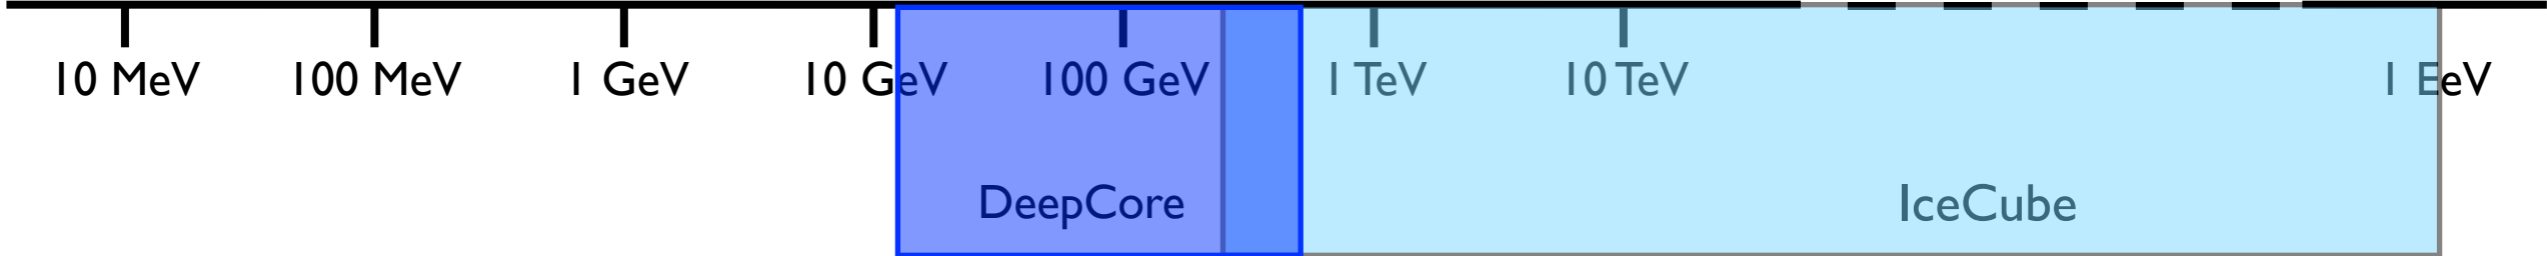 10 MeV 100 MeV 1 GeV 10 GeV 100 GeV 1 TeV 10 TeV 1 EeV
DeepCore IceCube